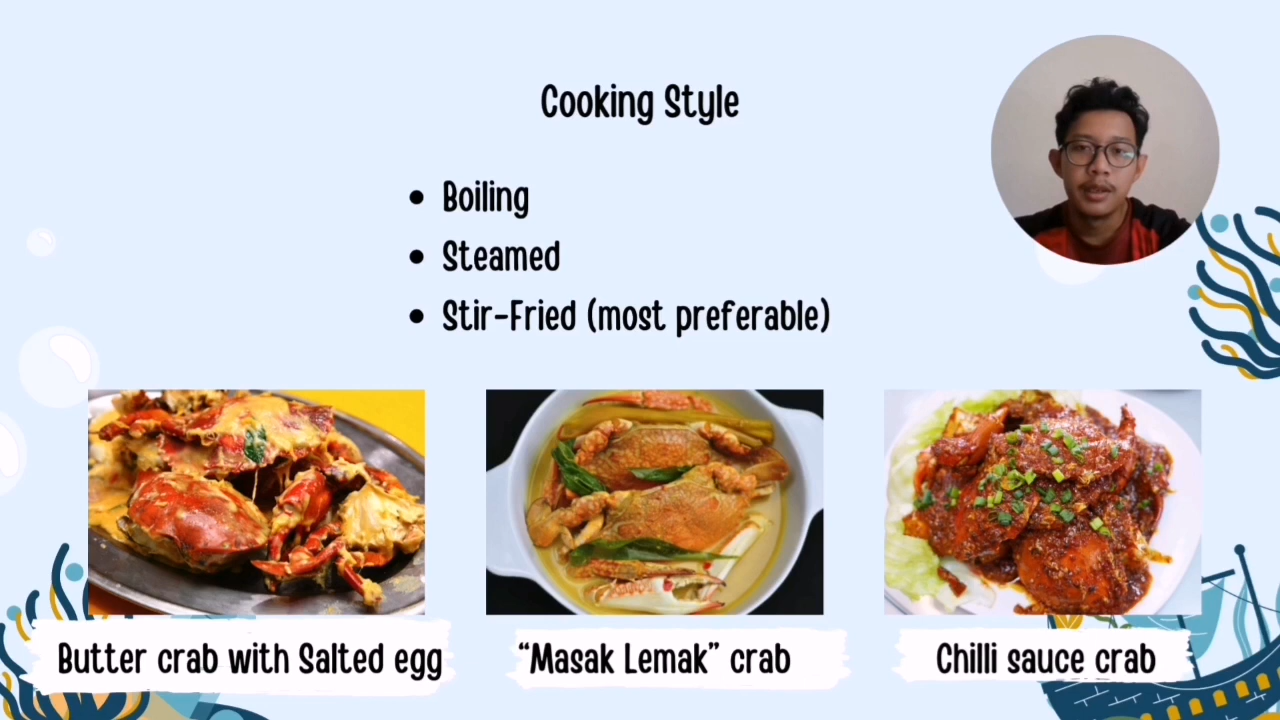 Cooking Style
• Boiling
• Steamed
• Stir-Fried (most preferable)
Butter crab with Salted egg
“Masak Lemak” crab
Chilli sauce crab